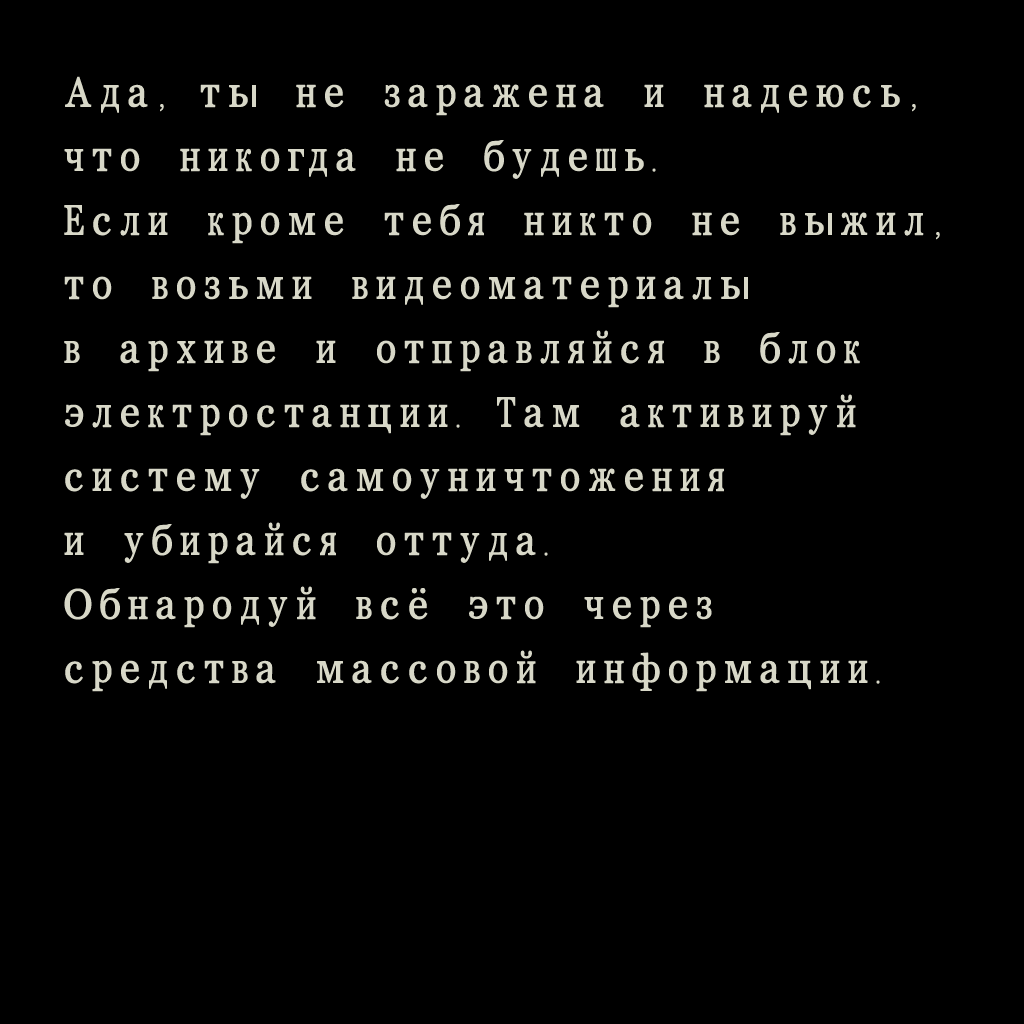 Ада, ты не заражена и надеюсь,
что никогда не будешь.
Если кроме тебя никто не выжил,
то возьми видеоматериалы
в архиве и отправляйся в блок
электростанции. Там активируй
систему самоуничтожения
и убирайся оттуда.
Обнародуй всё это через
средства массовой информации.